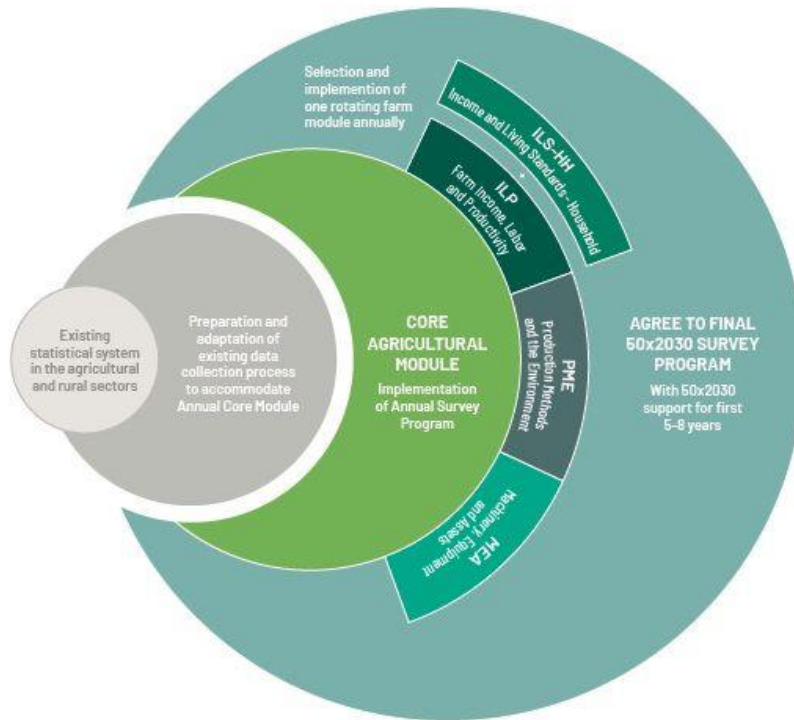 Selection and
implemention of
one rotating farm
module annually
ILS-HH
Income and Living Standards - Household
+
ILP
Farm Income, Labor
and Productivity
PME
Production Methods
and the Environment
MEA
Machinery, Equipment
and Assets
Existing
statistical system
in the agricultural
and rural sectors
Preparation and
adaptation of
existing data
collection process
to accommodate
Annual Core Module
CORE
AGRICULTURAL
MODULE
Implementation
of Annual Survey
Program
AGREE TO FINAL
50x2030 SURVEY
PROGRAM
With 50x2030
support for first
5-8 years